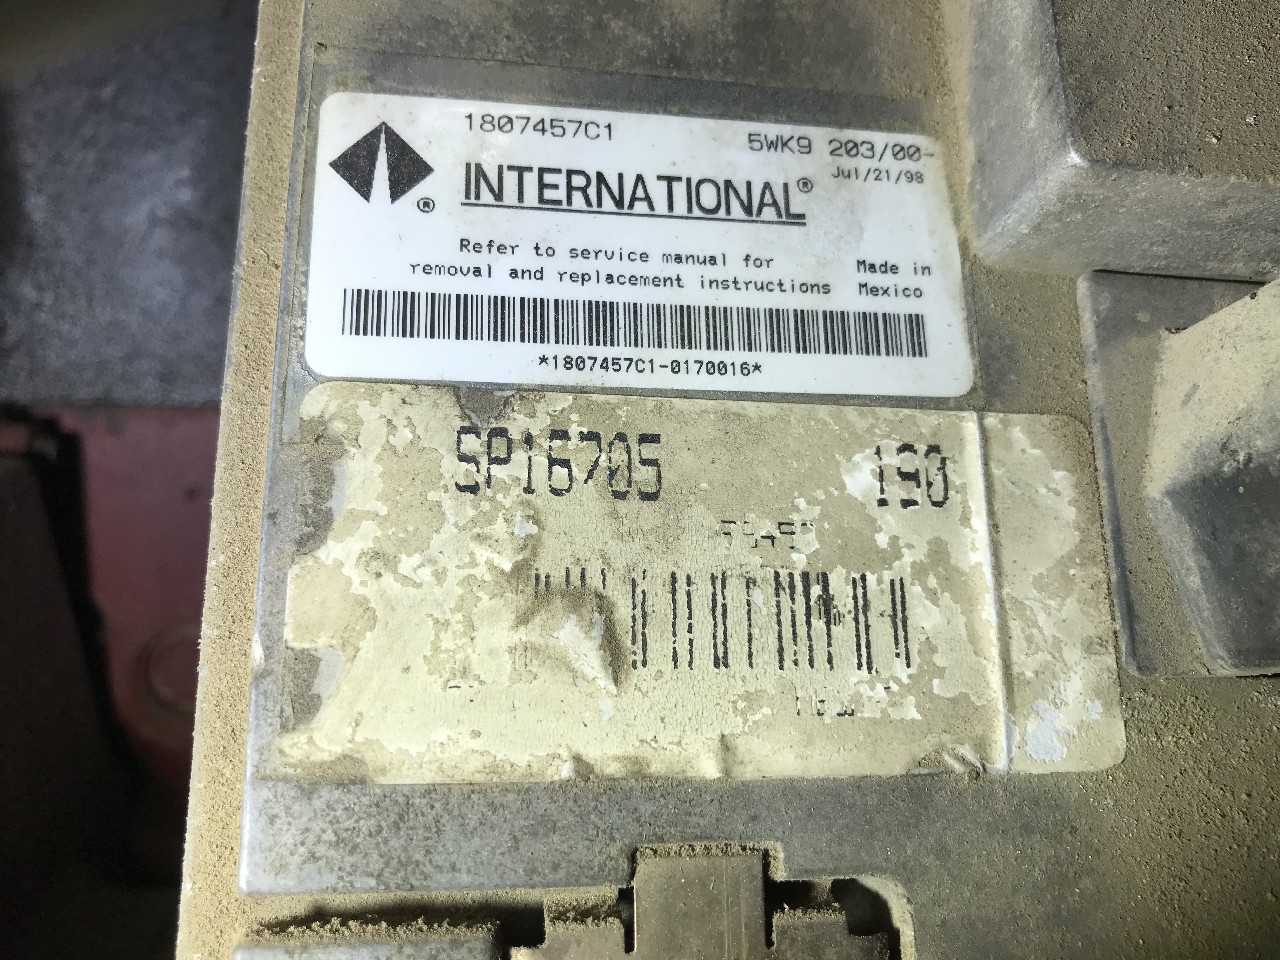 1807457C1
5WK9 203/00-
Jul/21/98
INTERNATIONAL®
®
Refer to service manual for
removal and replacement instructions
Made in
Mexico
*1807457C1-0170016*
SP16705
190